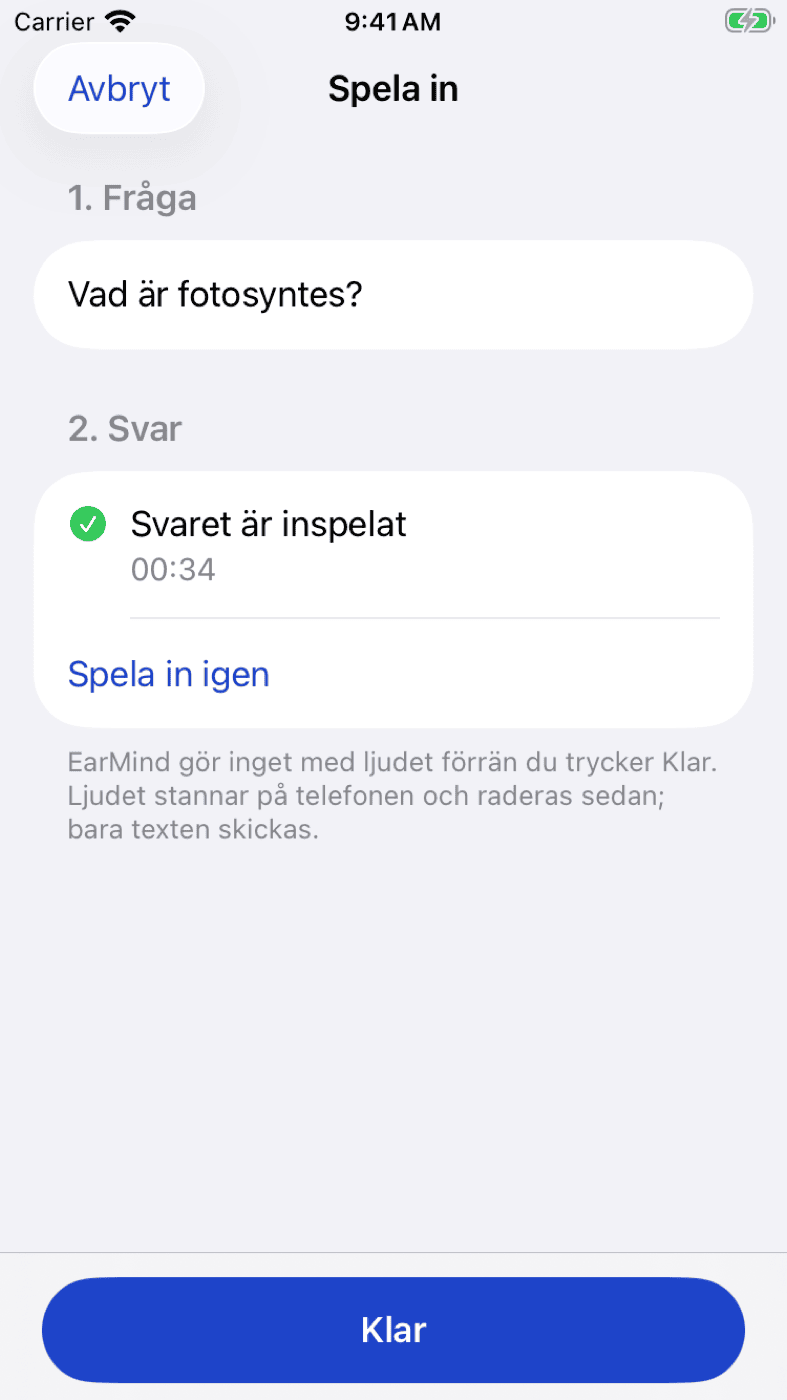 Carrier
9:41 AM
Avbryt
Spela in
1. Fråga
Vad är fotosyntes?
2. Svar
Svaret är inspelat
00:34
Spela in igen
EarMind gör inget med ljudet förrän du trycker Klar.
Ljudet stannar på telefonen och raderas sedan;
bara texten skickas.
Klar